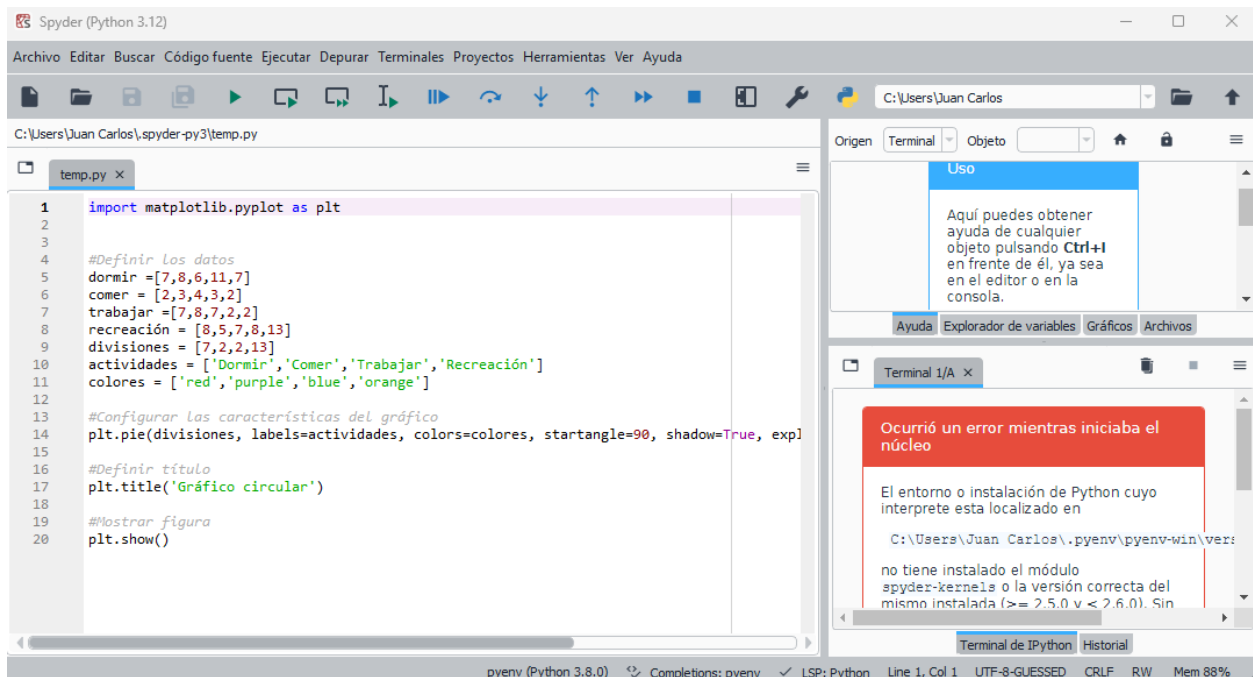 Spyder (Python 3.12)
Archivo Editar Buscar Código fuente Ejecutar Depurar Terminales Proyectos Herramientas Ver Ayuda
C:\Users\Juan Carlos
C:\Users\Juan Carlos\.spyder-py3\temp.py
temp.py
1 import matplotlib.pyplot as plt
2
3
4 #Definir los datos
5 dormir =[7,8,6,11,7]
6 comer = [2,3,4,3,2]
7 trabajar =[7,8,7,2,2]
8 recreación = [8,5,7,8,13]
9 divisiones = [7,2,2,13]
10 actividades = ['Dormir','Comer','Trabajar','Recreación']
11 colores = ['red','purple','blue','orange']
12
13 #Configurar las características del gráfico
14 plt.pie(divisiones, labels=actividades, colors=colores, startangle=90, shadow=True, expl
15
16 #Definir título
17 plt.title('Gráfico circular')
18
19 #Mostrar figura
20 plt.show()
Origen Terminal Objeto
Uso
Aquí puedes obtener
ayuda de cualquier
objeto pulsando Ctrl+I
en frente de él, ya sea
en el editor o en la
consola.
Ayuda Explorador de variables Gráficos Archivos
Terminal 1/A
Ocurrió un error mientras iniciaba el
núcleo
El entorno o instalación de Python cuyo
interprete esta localizado en
C:\Users\Juan Carlos\.pyenv\pyenv-win\vers
no tiene instalado el módulo
spyder-kernels o la versión correcta del
mismo instalada (>= 2.5.0 y < 2.6.0). Sin
Terminal de IPython Historial
pyenv (Python 3.8.0) Completions: pyenv LSP: Python Line 1, Col 1 UTF-8-GUESSED CRLF RW Mem 88%